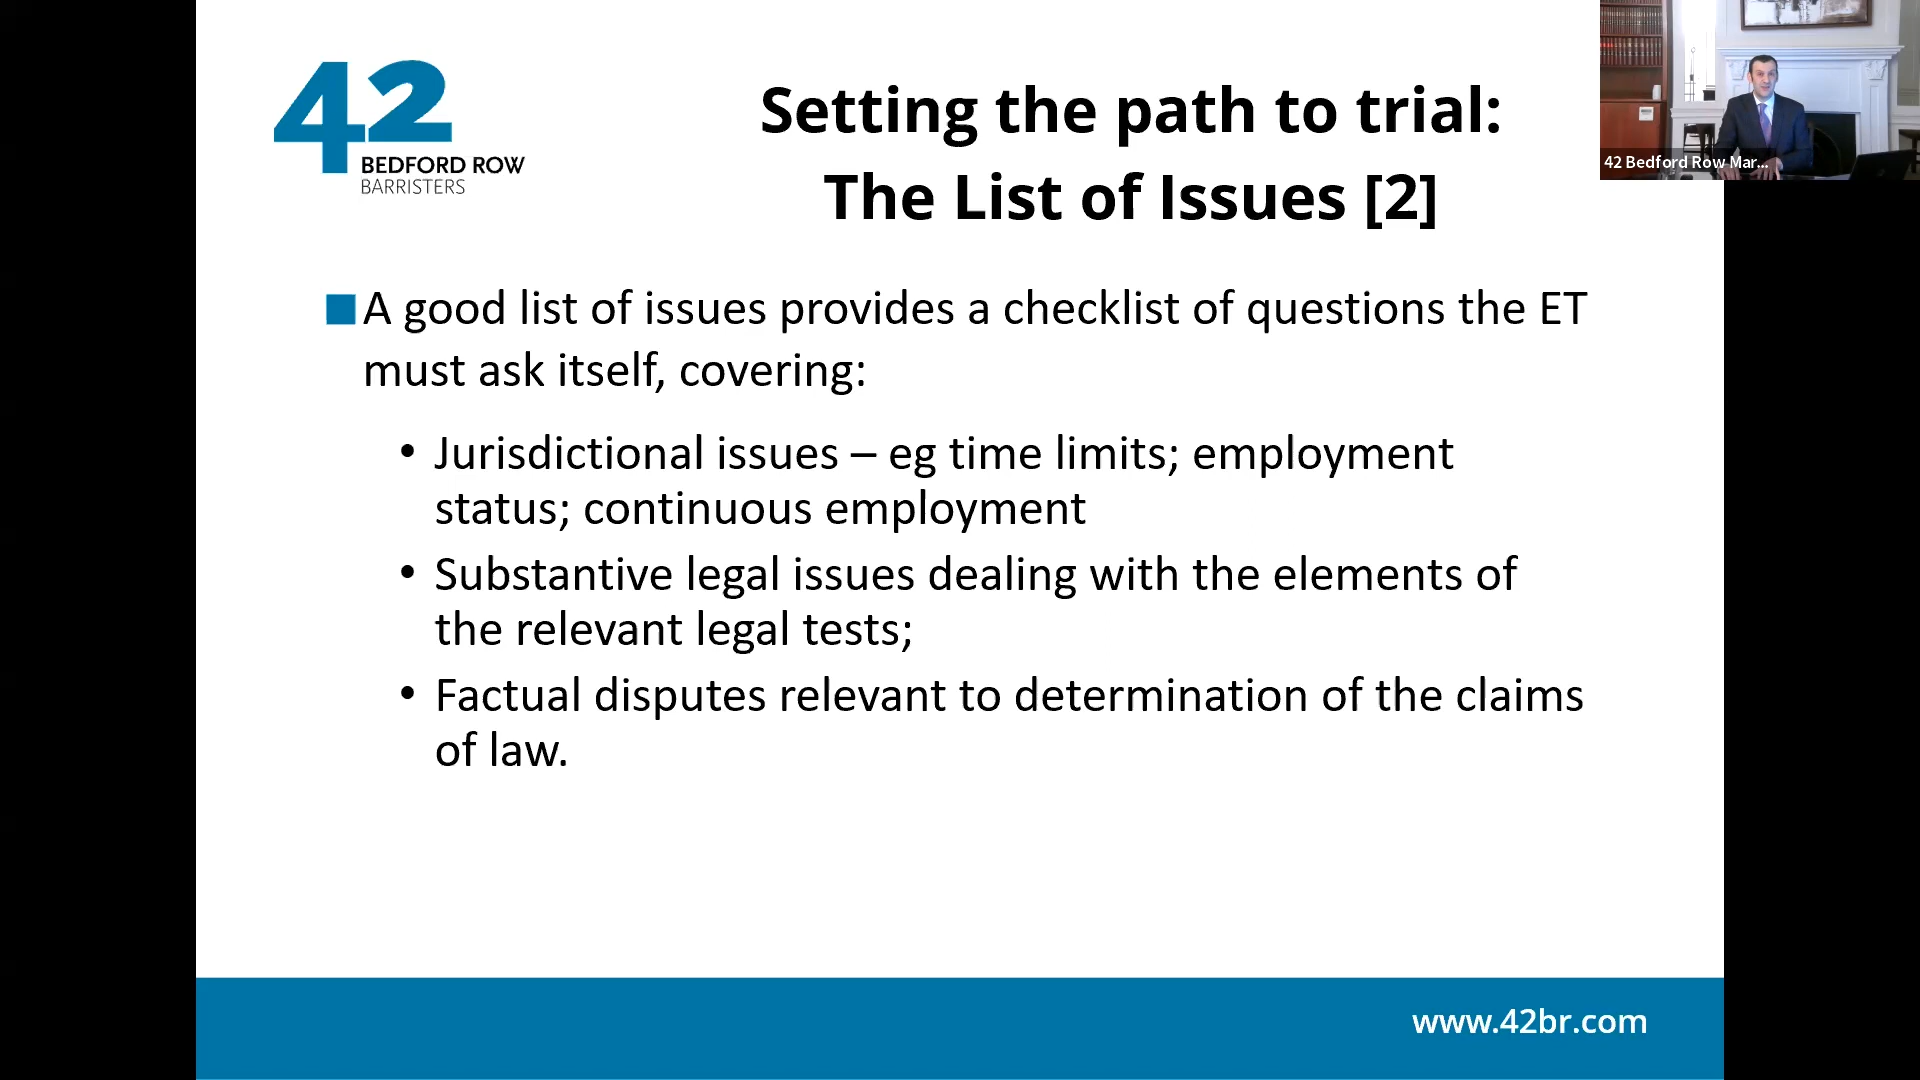 42
BEDFORD ROW
BARRISTERS
Setting the path to trial:
The List of Issues [2]
42 Bedford Row Mar...
A good list of issues provides a checklist of questions the ET
must ask itself, covering:
• Jurisdictional issues – eg time limits; employment
status; continuous employment
• Substantive legal issues dealing with the elements of
the relevant legal tests;
• Factual disputes relevant to determination of the claims
of law.
www.42br.com